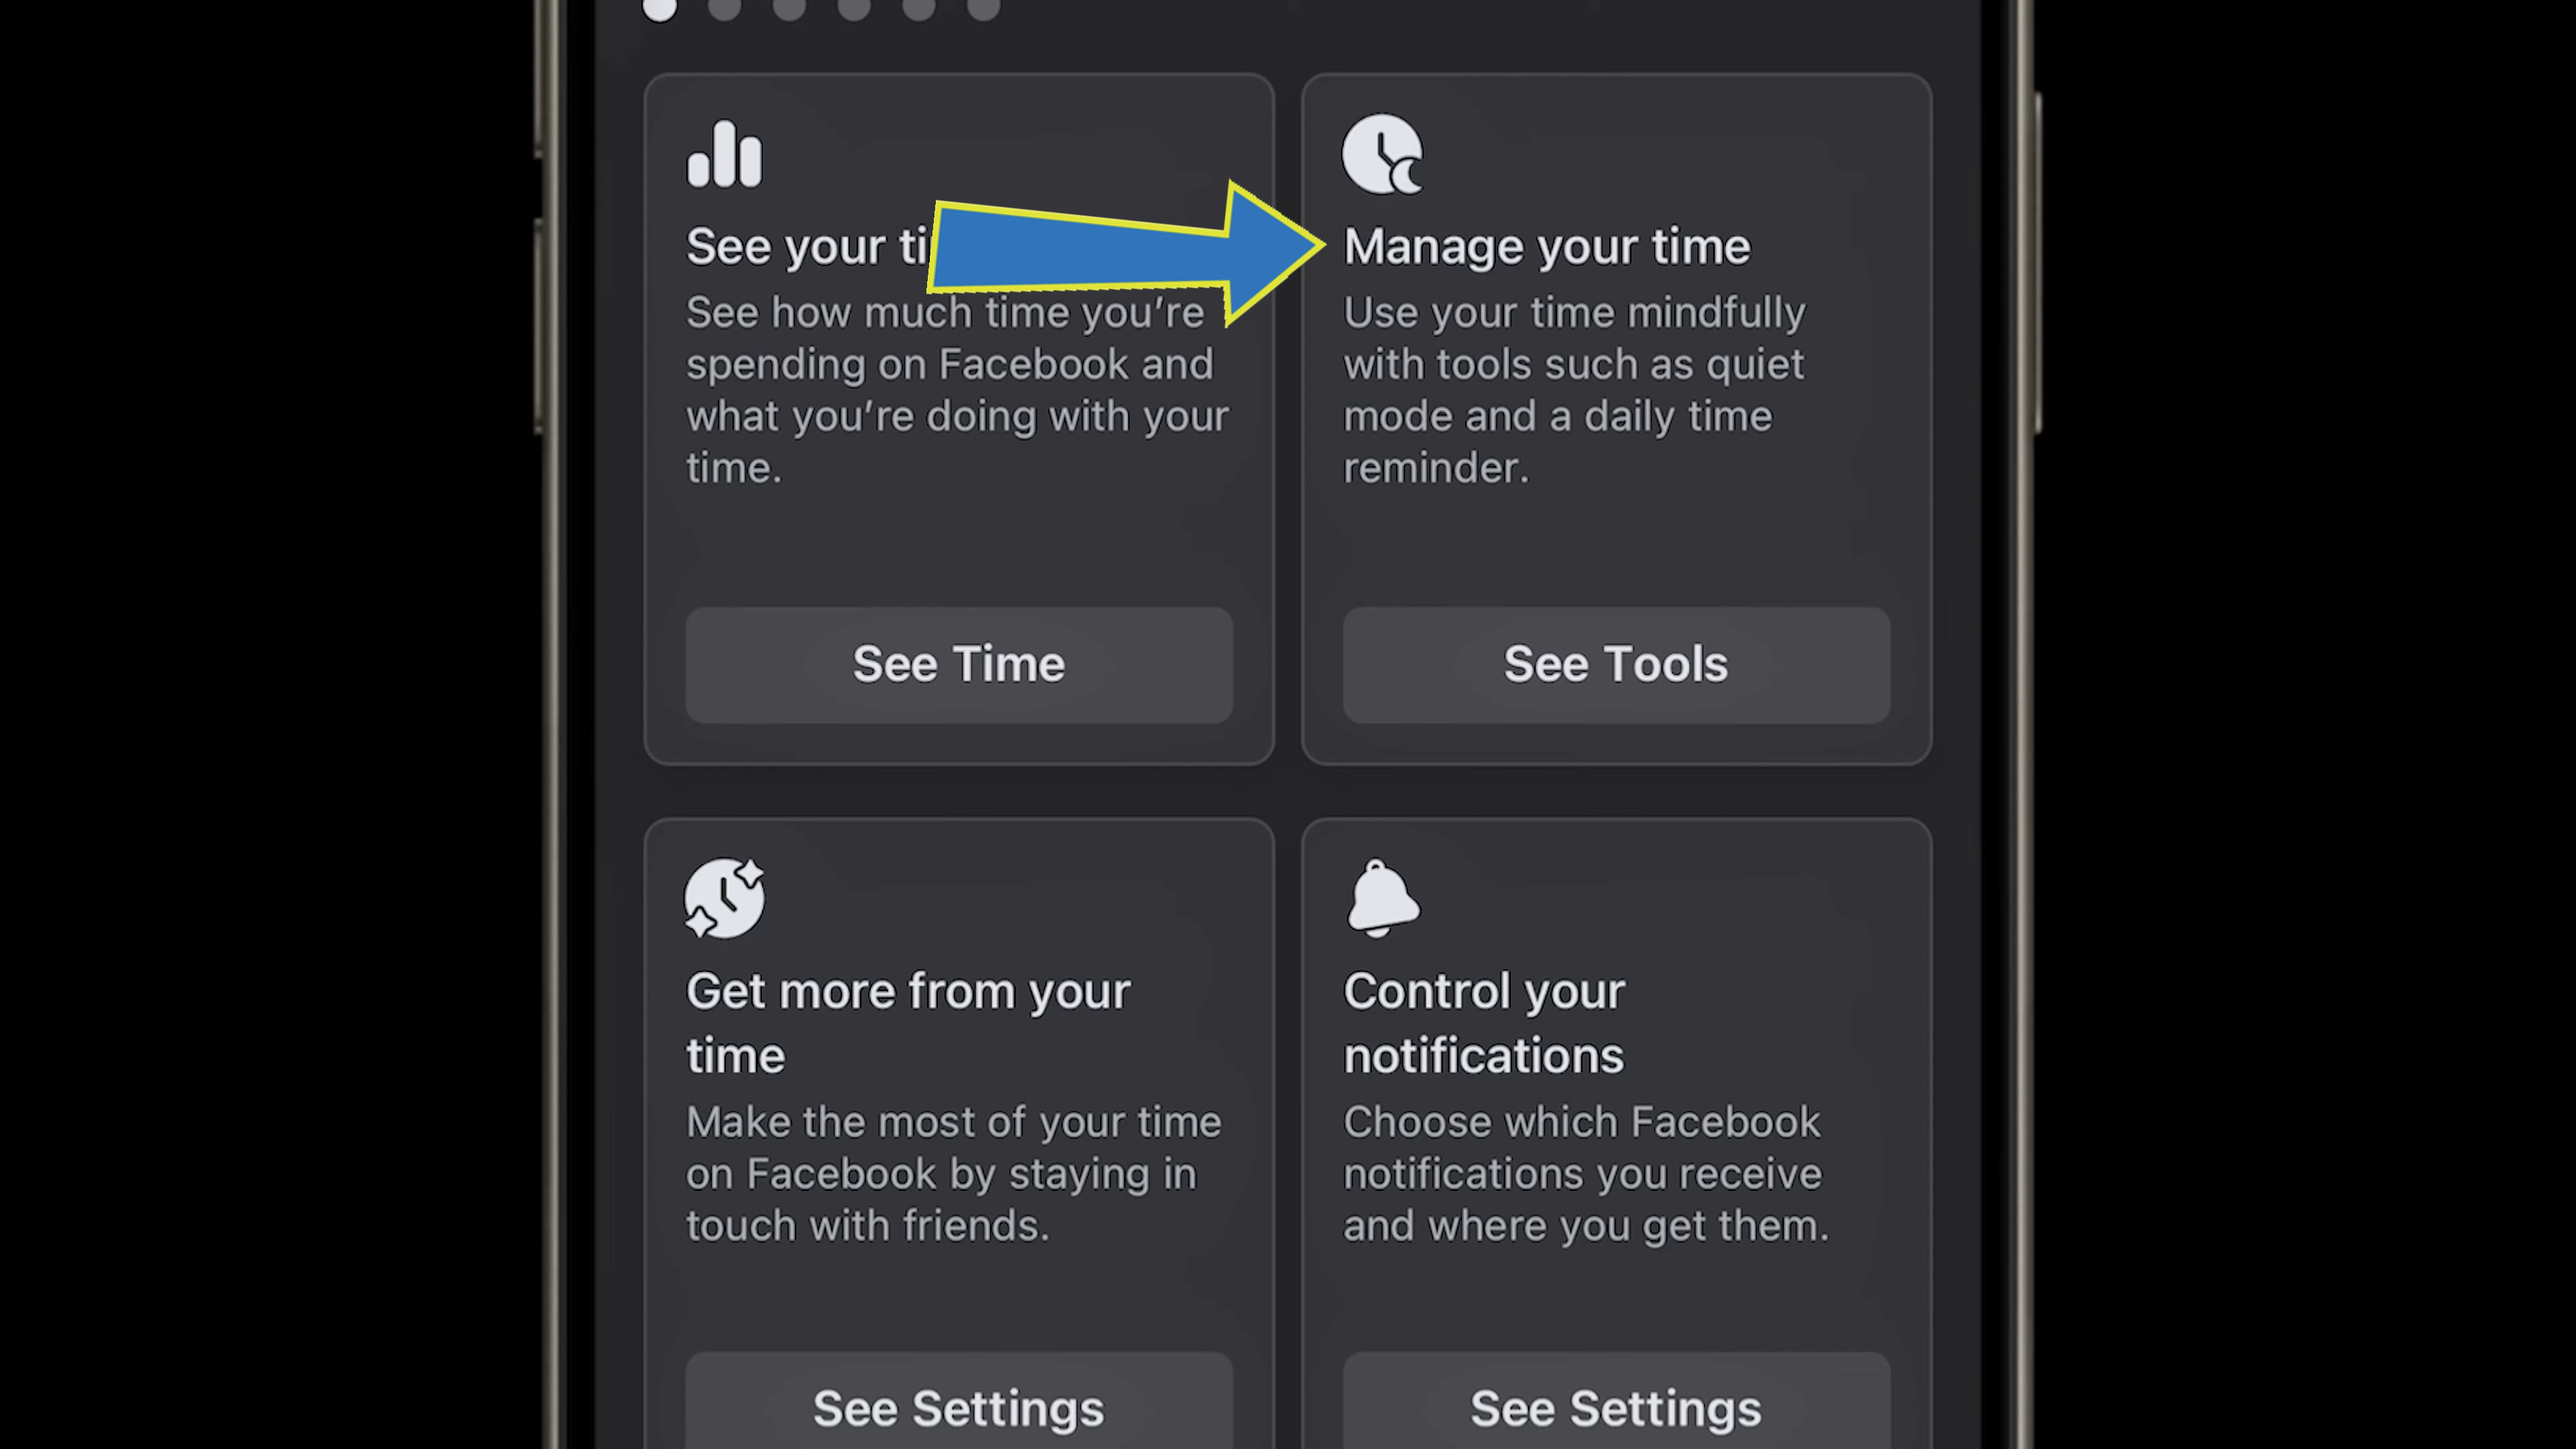 See your
See how much time you're
spending on Facebook and
what you're doing with your
time.
See Time
Manage your time
Use your time mindfully
with tools such as quiet
mode and a daily time
reminder.
See Tools
Get more from your
time
Make the most of your time
on Facebook by staying in
touch with friends.
See Settings
Control your
notifications
Choose which Facebook
notifications you receive
and where you get them.
See Settings